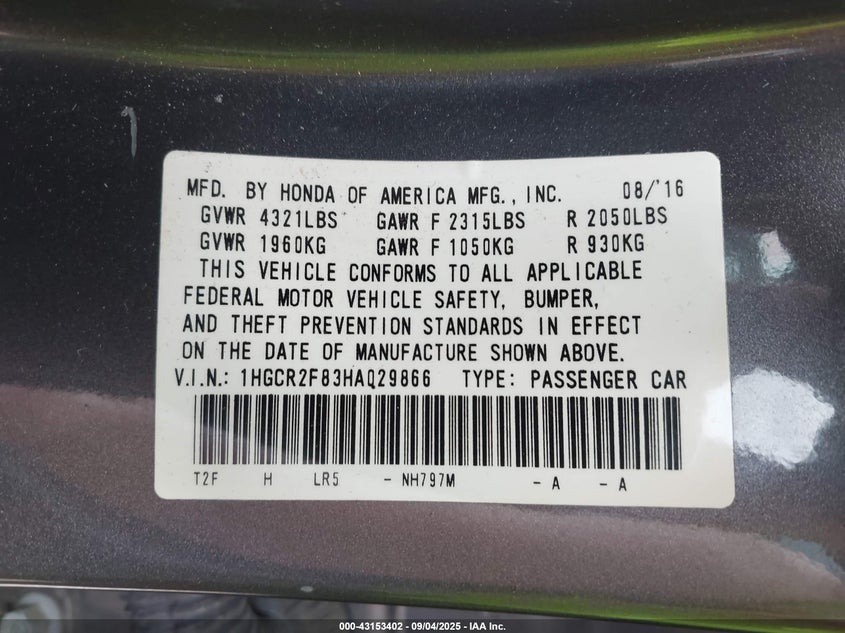 MFD. BY HONDA OF AMERICA MFG., INC. 08/'16
GVWR 4321LBS GAWR F 2315LBS R 2050LBS
GVWR 1960KG GAWR F 1050KG R 930KG
THIS VEHICLE CONFORMS TO ALL APPLICABLE
FEDERAL MOTOR VEHICLE SAFETY, BUMPER,
AND THEFT PREVENTION STANDARDS IN EFFECT
ON THE DATE OF MANUFACTURE SHOWN ABOVE.
V.I.N.: 1HGCR2F83HA029866 TYPE: PASSENGER CAR
T2F H LR5 - NH797M - A - A
000-43153402 - 09/04/2025 - IAA Inc.